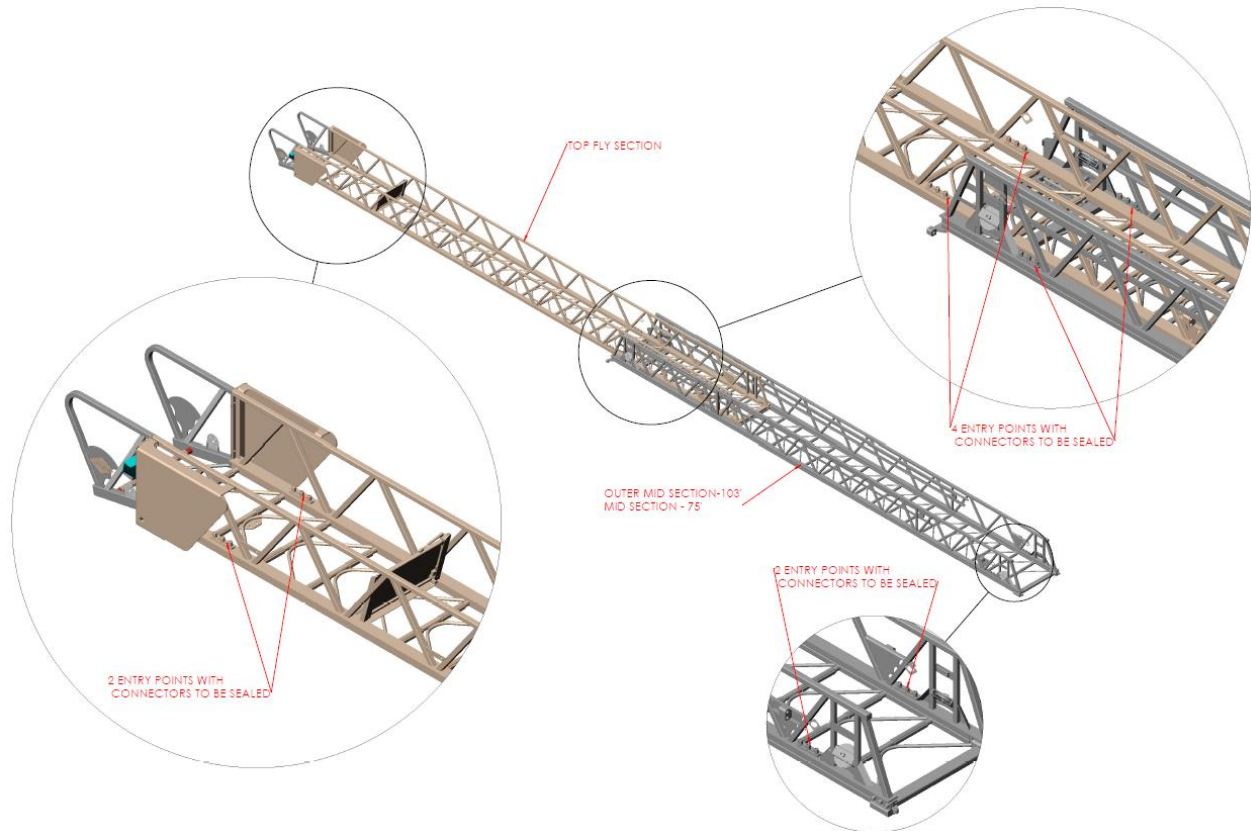 TOP FLY SECTION
4 ENTRY POINTS WITH
CONNECTORS TO BE SEALED
OUTER MID SECTION-103'
MID SECTION - 75'
2 ENTRY POINTS WITH
CONNECTORS TO BE SEALED
2 ENTRY POINTS WITH
CONNECTORS TO BE SEALED